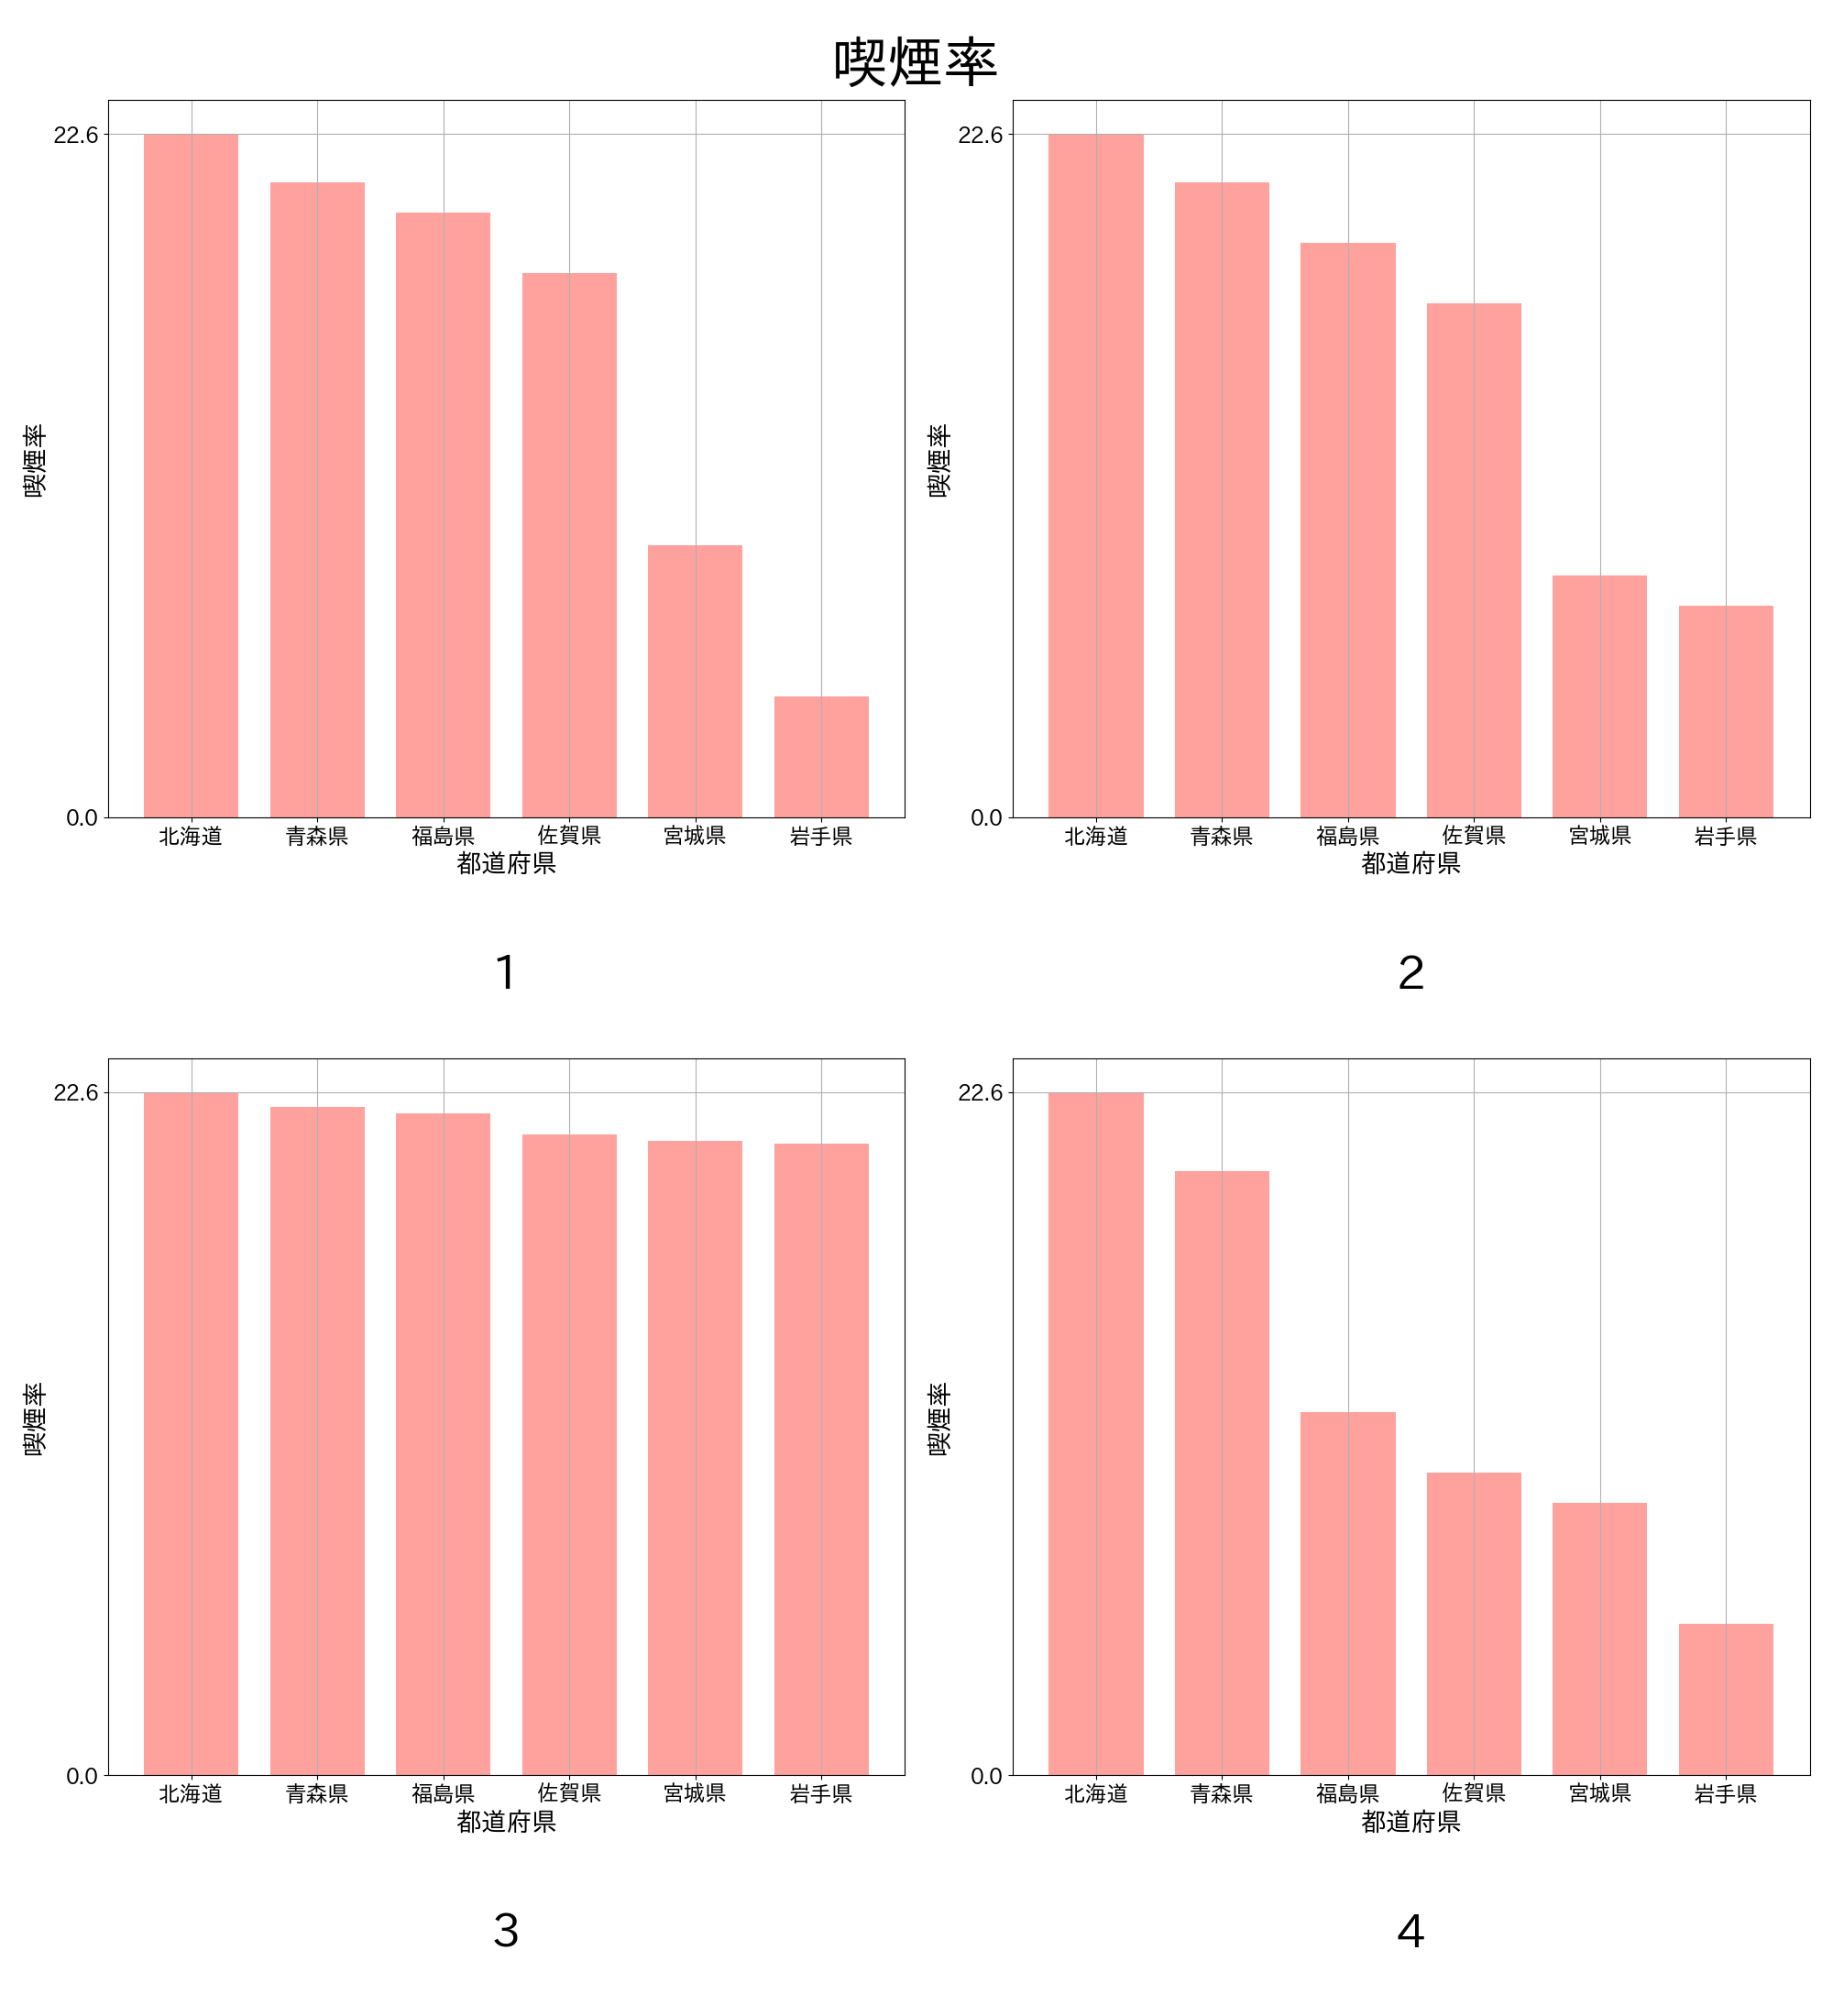 喫煙率
22.6
喫煙率
0.0
北海道 青森県 福島県 佐賀県 宮城県 岩手県
都道府県
1
22.6
喫煙率
0.0
北海道 青森県 福島県 佐賀県 宮城県 岩手県
都道府県
2
22.6
喫煙率
0.0
北海道 青森県 福島県 佐賀県 宮城県 岩手県
都道府県
3
22.6
喫煙率
0.0
北海道 青森県 福島県 佐賀県 宮城県 岩手県
都道府県
4